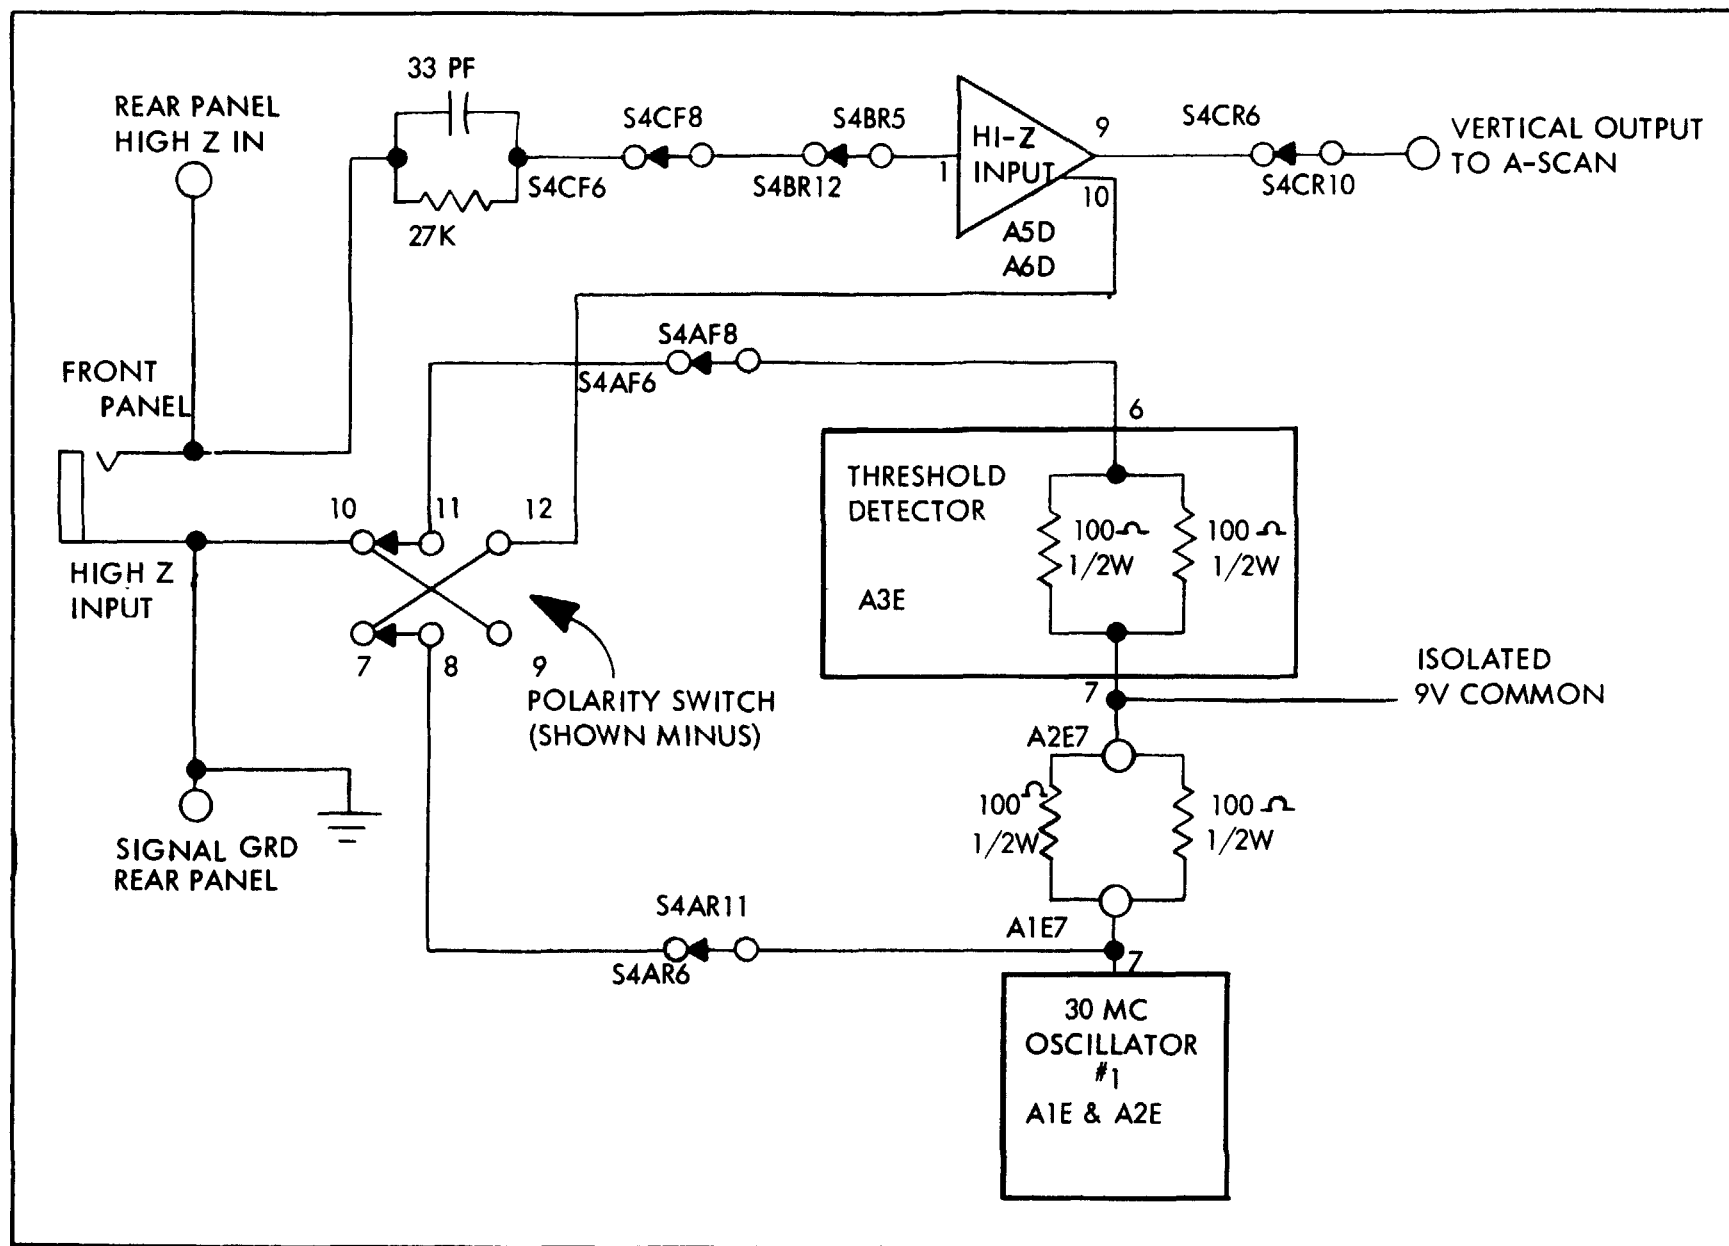 33 PF
REAR PANEL
HIGH Z IN
S4CF8
S4BR5
HI-Z
INPUT
9
S4CR6
VERTICAL OUTPUT
TO A-SCAN
S4CF6
S4BR12
1
10
S4CR10
27K
A5D
A6D
S4AF8
S4AF6
FRONT
PANEL
6
THRESHOLD
DETECTOR
10
11
12
100Ω
1/2W
100Ω
1/2W
HIGH Z
INPUT
A3E
7
8
9
POLARITY SWITCH
(SHOWN MINUS)
7
ISOLATED
9V COMMON
A2E7
100Ω
1/2W
100Ω
1/2W
SIGNAL GRD
REAR PANEL
S4AR11
S4AR6
A1E7
7
30 MC
OSCILLATOR
#1
A1E & A2E